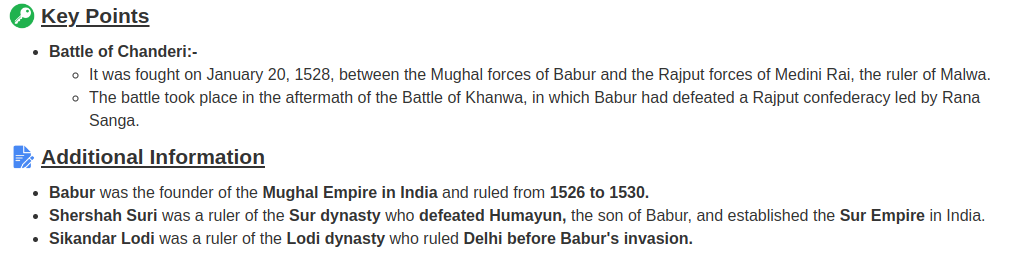 Key Points
• Battle of Chanderi:-
◦ It was fought on January 20, 1528, between the Mughal forces of Babur and the Rajput forces of Medini Rai, the ruler of Malwa.
◦ The battle took place in the aftermath of the Battle of Khanwa, in which Babur had defeated a Rajput confederacy led by Rana
Sanga.
Additional Information
• Babur was the founder of the Mughal Empire in India and ruled from 1526 to 1530.
• Shershah Suri was a ruler of the Sur dynasty who defeated Humayun, the son of Babur, and established the Sur Empire in India.
• Sikandar Lodi was a ruler of the Lodi dynasty who ruled Delhi before Babur's invasion.